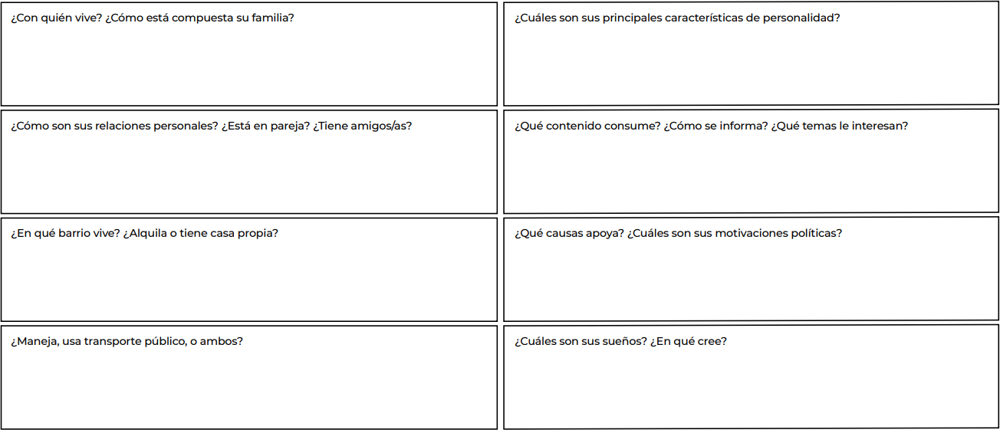 ¿Con quién vive? ¿Cómo está compuesta su familia?
¿Cuáles son sus principales características de personalidad?
¿Cómo son sus relaciones personales? ¿Está en pareja? ¿Tiene amigos/as?
¿Qué contenido consume? ¿Cómo se informa? ¿Qué temas le interesan?
¿En qué barrio vive? ¿Alquila o tiene casa propia?
¿Qué causas apoya? ¿Cuáles son sus motivaciones políticas?
¿Maneja, usa transporte público, o ambos?
¿Cuáles son sus sueños? ¿En qué cree?